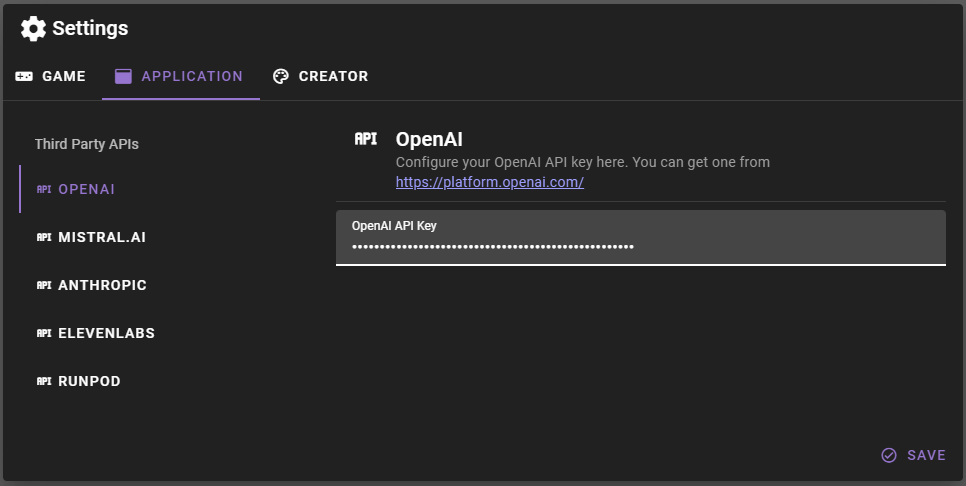 Settings
GAME
APPLICATION
CREATOR
Third Party APIs
API OPENAI
API MISTRAL.AI
API ANTHROPIC
API ELEVENLABS
API RUNPOD
API OpenAI
Configure your OpenAI API key here. You can get one from
https://platform.openai.com/
OpenAI API Key
SAVE